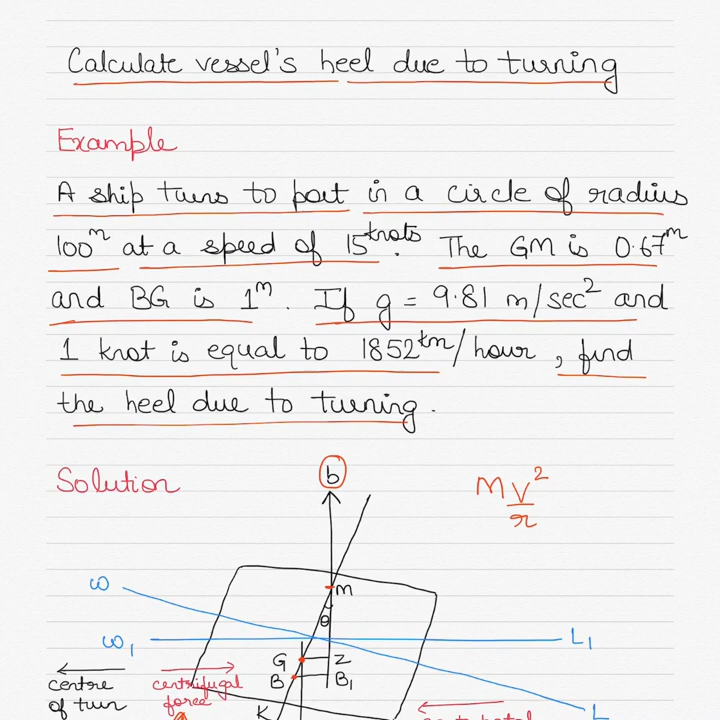 Calculate vessel's heel due to turning
Example
A ship turns to port in a circle of radius
100m at a speed of 15knots. The GM is 0.67m
and BG is 1m. If g = 9.81 m/sec² and
1 knot is equal to 1852km/hour, find
the heel due to turning.
Solution
b
M V²
r
ω
M
θ
ω₁
L₁
G
Z
B
B₁
centre
of turn
centrifugal
force
K
L